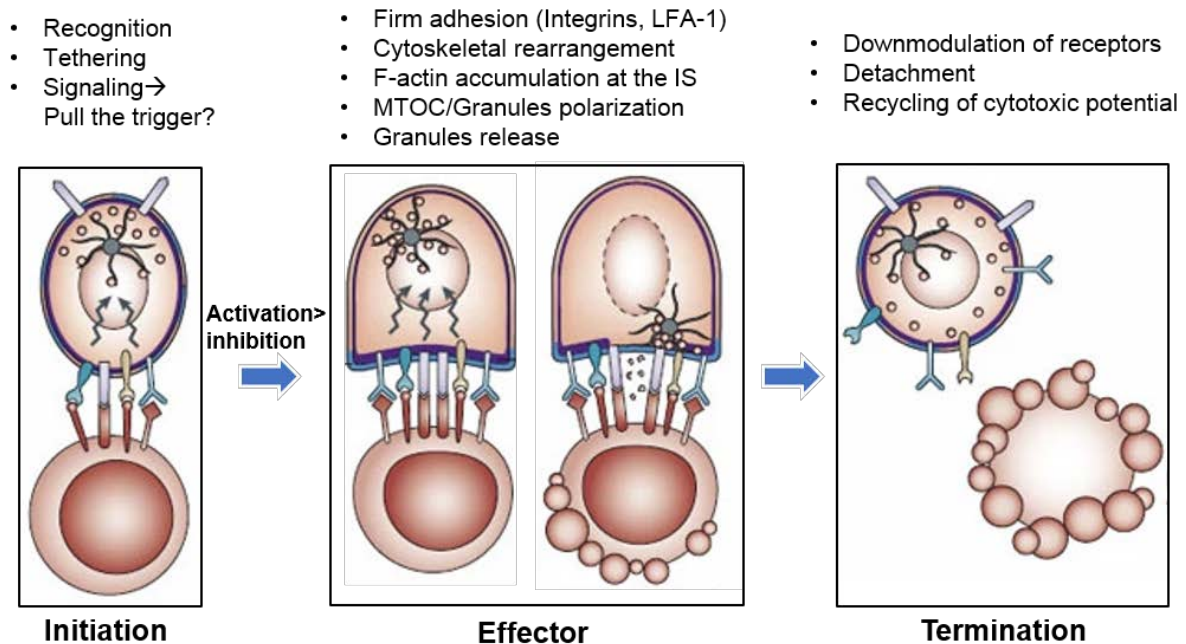 • Recognition
• Tethering
• Signaling→
Pull the trigger?
• Firm adhesion (Integrins, LFA-1)
• Cytoskeletal rearrangement
• F-actin accumulation at the IS
• MTOC/Granules polarization
• Granules release
• Downmodulation of receptors
• Detachment
• Recycling of cytotoxic potential
Activation>
inhibition
Initiation
Effector
Termination